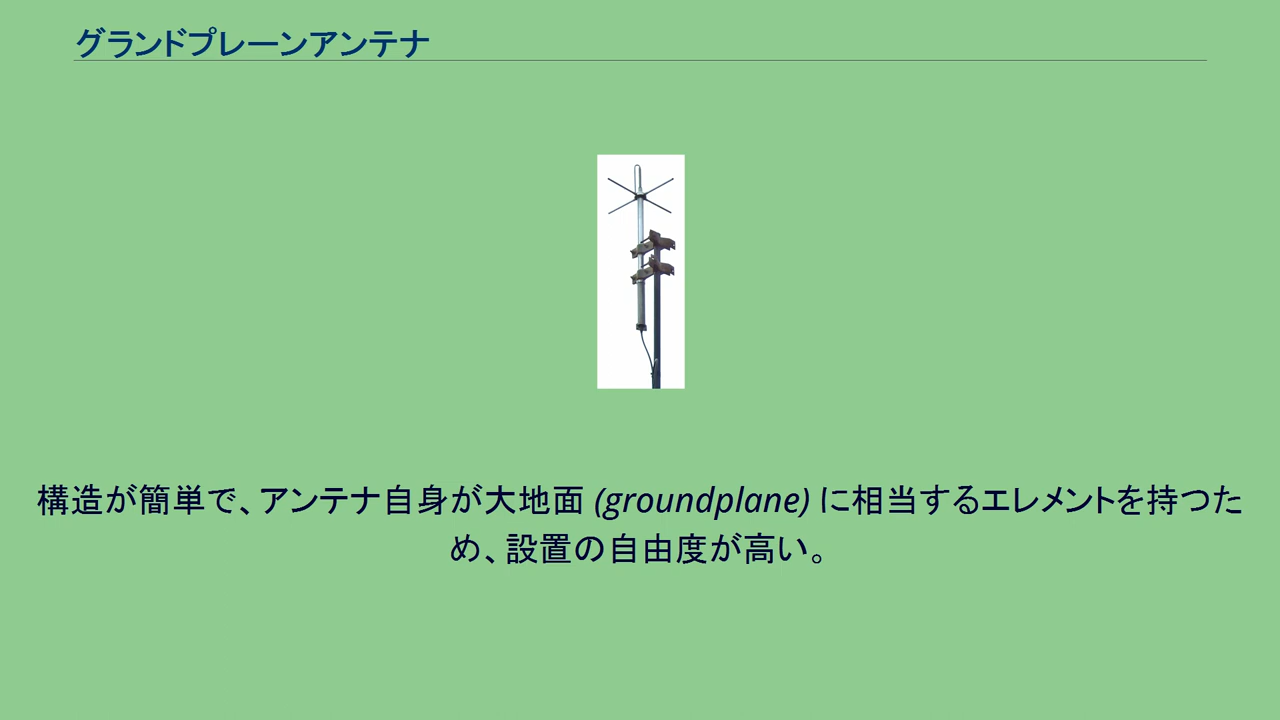 グランドプレーンアンテナ
構造が簡単で、アンテナ自身が大地面 (groundplane) に相当するエレメントを持つた
め、設置の自由度が高い。